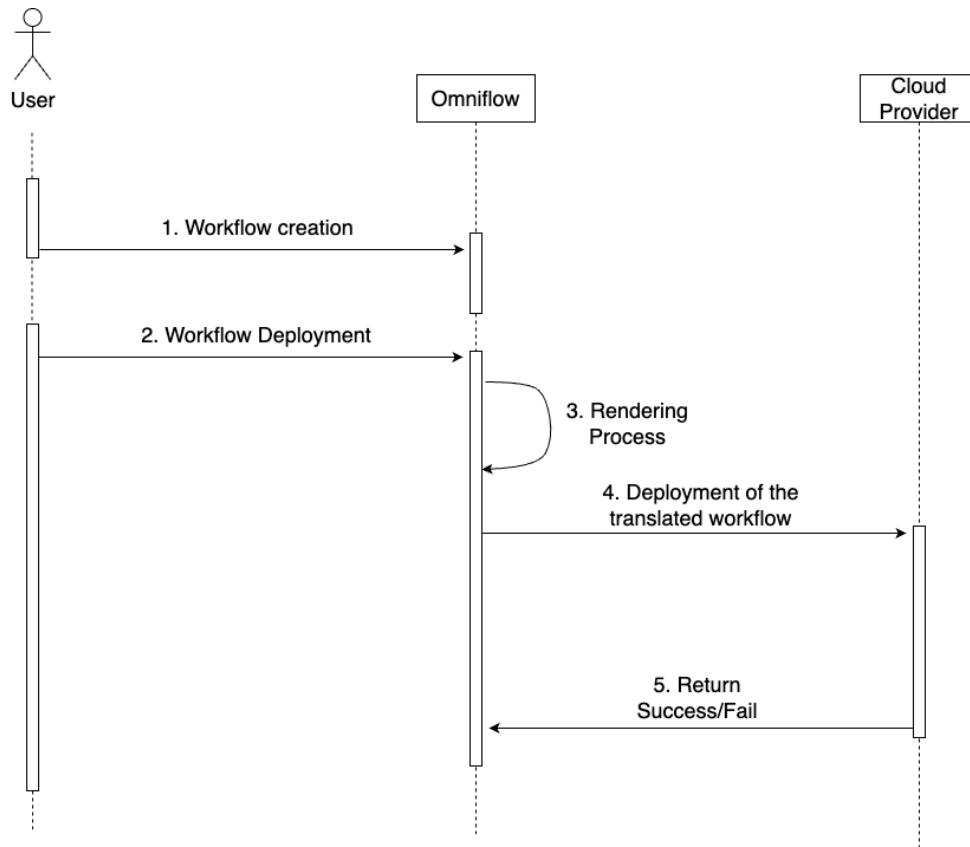 User
Omniflow
Cloud
Provider
1. Workflow creation
2. Workflow Deployment
3. Rendering
Process
4. Deployment of the
translated workflow
5. Return
Success/Fail